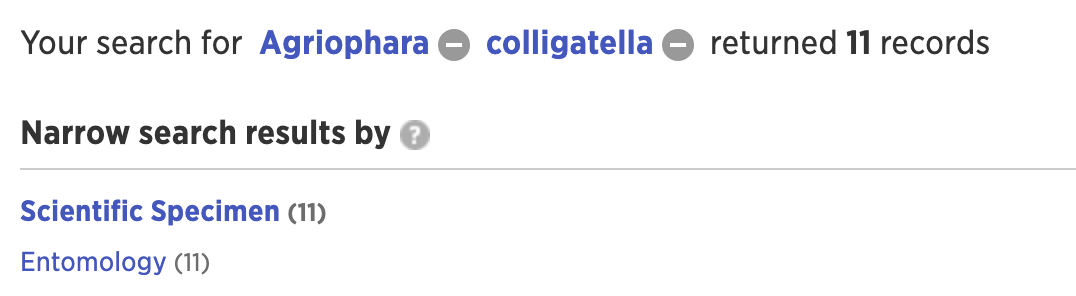 Your search for Agriophara colligatella returned 11 records
Narrow search results by ?
Scientific Specimen (11)
Entomology (11)